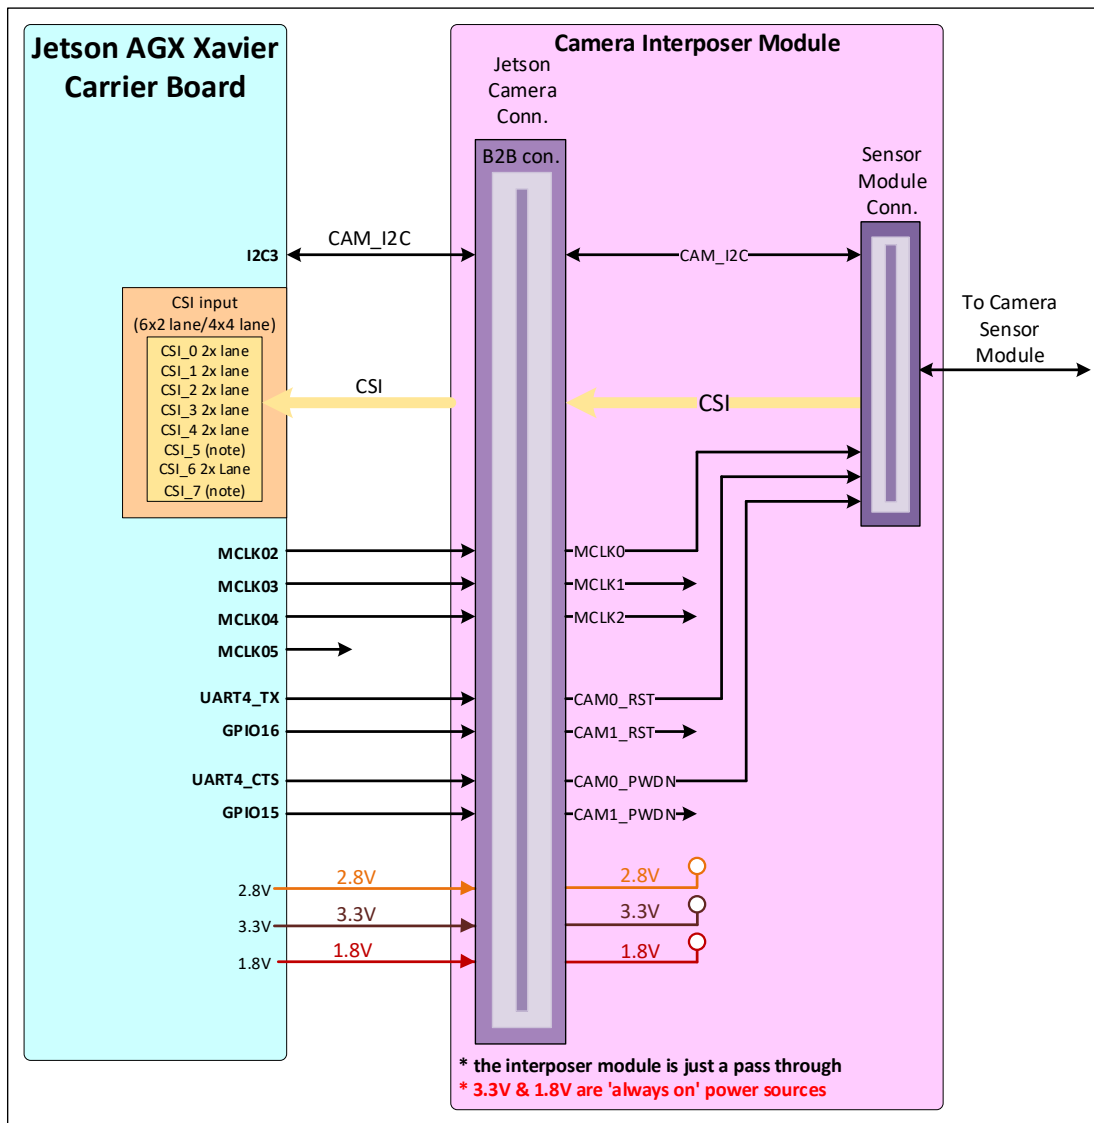 Jetson AGX Xavier
Carrier Board
Camera Interposer Module
Jetson
Camera
Conn.
B2B con.
Sensor
Module
Conn.
I2C3
CAM_I2C
CAM_I2C
CSI input
(6x2 lane/4x4 lane)
CSI_0 2x lane
CSI_1 2x lane
CSI_2 2x lane
CSI_3 2x lane
CSI_4 2x lane
CSI_5 (note)
CSI_6 2x Lane
CSI_7 (note)
CSI
CSI
To Camera
Sensor
Module
MCLK02
MCLK0
MCLK03
MCLK1
MCLK04
MCLK2
MCLK05
UART4_TX
CAM0_RST
GPIO16
CAM1_RST
UART4_CTS
CAM0_PWDN
GPIO15
CAM1_PWDN
2.8V
2.8V
2.8V
3.3V
3.3V
3.3V
1.8V
1.8V
1.8V
* the interposer module is just a pass through
* 3.3V & 1.8V are 'always on' power sources